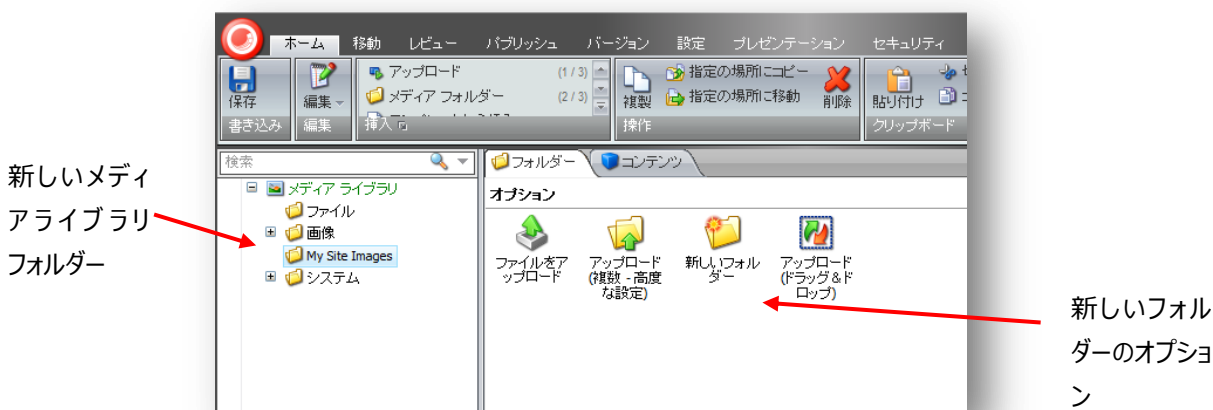 ホーム 移動 レビュー パブリッシュ バージョン 設定 プレゼンテーション セキュリティ
アップロード (1 / 3)
メディア フォルダー (2 / 3)
保存
編集
複製
指定の場所にコピー
指定の場所に移動
削除
貼り付け
書き込み 編集 挿入 操作 クリップボード
検索
フォルダー コンテンツ
メディア ライブラリ
ファイル
画像
My Site Images
システム
オプション
ファイルをア
ップロード
アップロード
(複数 - 高度
な設定)
新しいフォル
ダー
アップロード
(ドラッグ&ド
ロップ)
新しいメディ
アライブラリ
フォルダー
新しいフォル
ダーのオプショ
ン